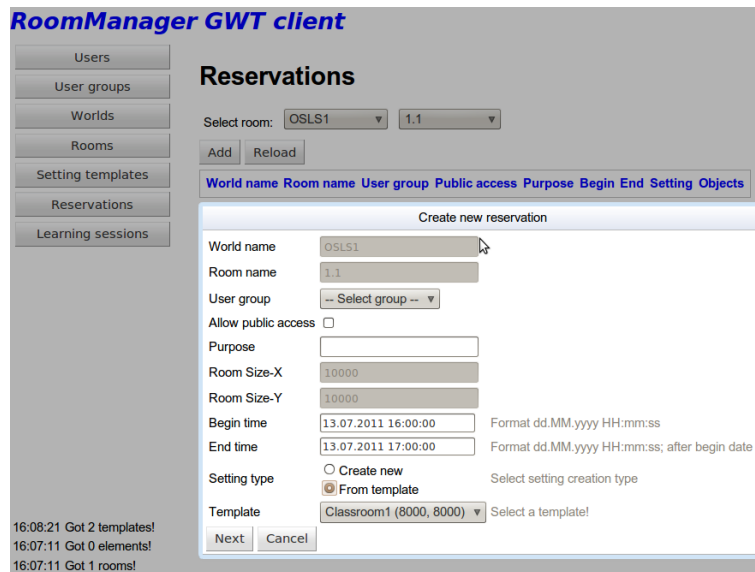 RoomManager GWT client
Users
User groups
Worlds
Rooms
Setting templates
Reservations
Learning sessions
Reservations
Select room: OSLS1 1.1
Add Reload
World name Room name User group Public access Purpose Begin End Setting Objects
Create new reservation
World name OSLS1
Room name 1.1
User group -- Select group --
Allow public access
Purpose
Room Size-X 10000
Room Size-Y 10000
Begin time 13.07.2011 16:00:00 Format dd.MM.yyyy HH:mm:ss
End time 13.07.2011 17:00:00 Format dd.MM.yyyy HH:mm:ss; after begin date
Setting type Create new Select setting creation type
From template
Template Classroom1 (8000, 8000) Select a template!
Next Cancel
16:08:21 Got 2 templates!
16:07:11 Got 0 elements!
16:07:11 Got 1 rooms!